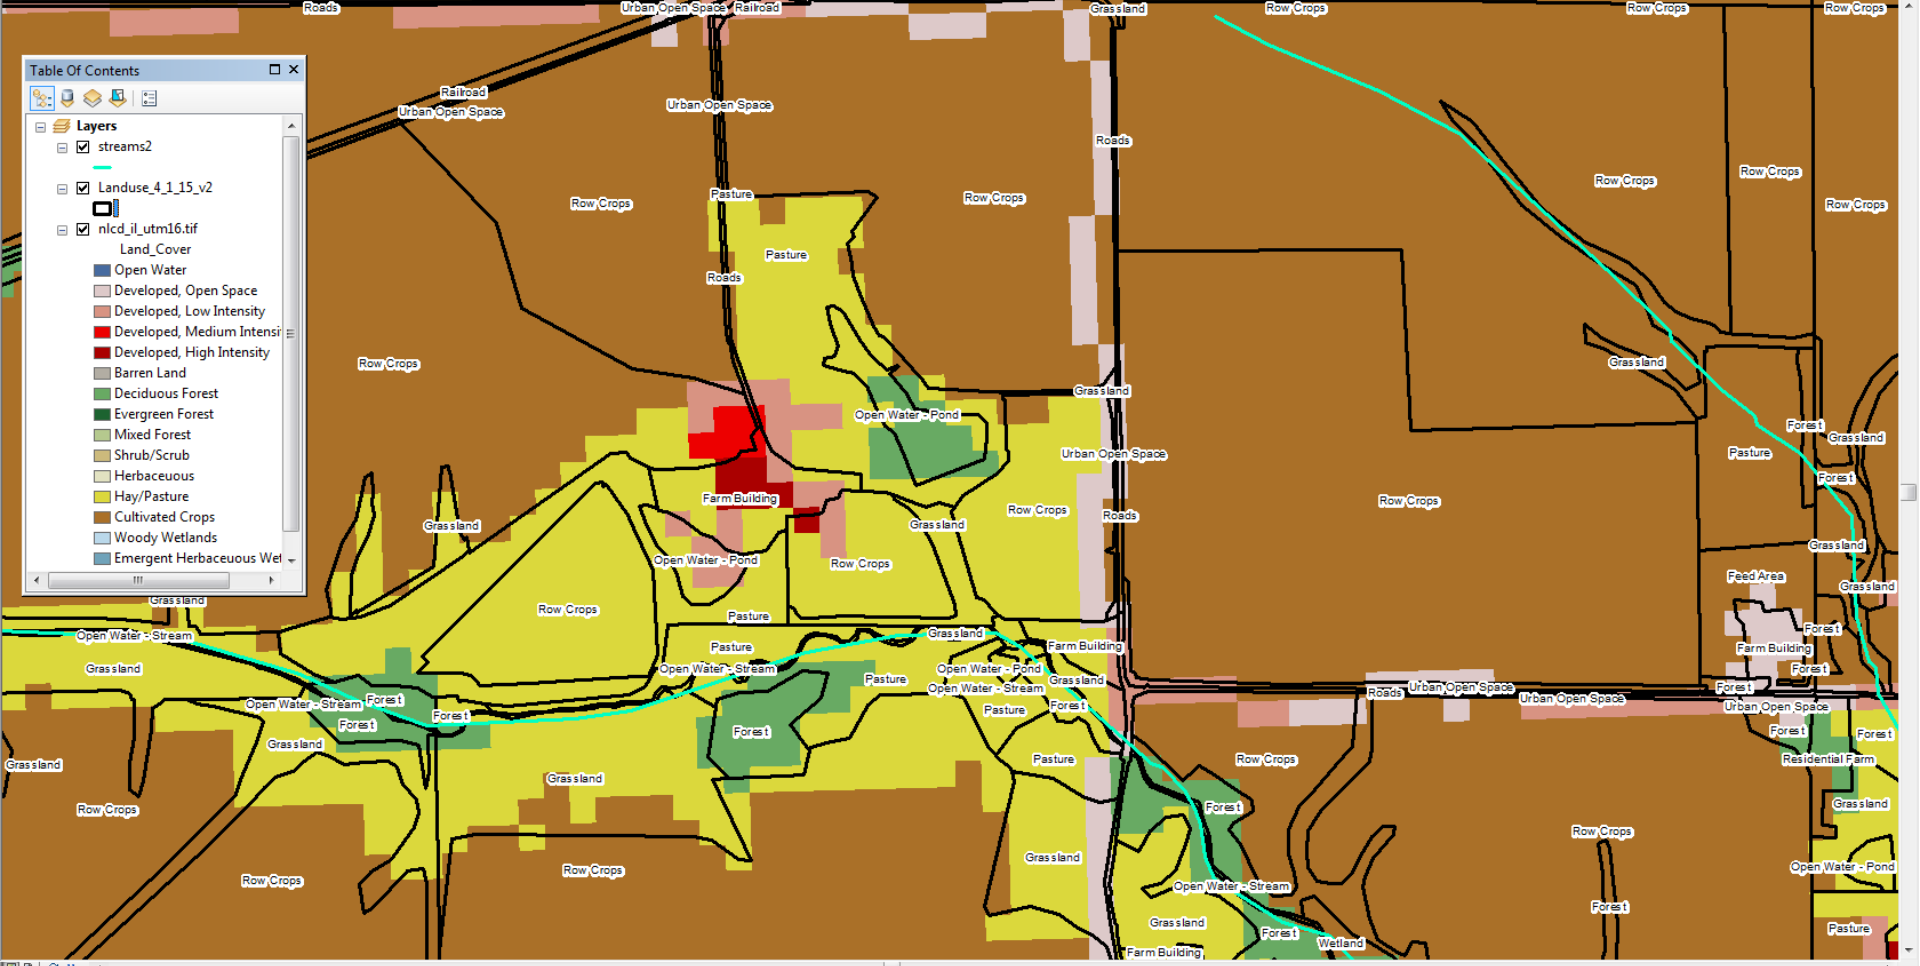 Roads
Urban Open Space
Railroad
Grassland
Row Crops
Row Crops
Row Crops
Table Of Contents
Layers
streams2
Landuse_4_1_15_v2
nlcd_il_utm16.tif
Land_Cover
Open Water
Developed, Open Space
Developed, Low Intensity
Developed, Medium Intensi
Developed, High Intensity
Barren Land
Deciduous Forest
Evergreen Forest
Mixed Forest
Shrub/Scrub
Herbaceuous
Hay/Pasture
Cultivated Crops
Woody Wetlands
Emergent Herbaceuous Wet
Railroad
Urban Open Space
Urban Open Space
Roads
Row Crops
Row Crops
Row Crops
Pasture
Row Crops
Row Crops
Pasture
Roads
Row Crops
Grassland
Grassland
Open Water - Pond
Forest
Grassland
Urban Open Space
Pasture
Forest
Farm Building
Row Crops
Row Crops
Roads
Grassland
Grassland
Grassland
Open Water - Pond
Row Crops
Feed Area
Grassland
Grassland
Row Crops
Pasture
Forest
Open Water - Stream
Grassland
Pasture
Farm Building
Farm Building
Grassland
Open Water - Stream
Open Water - Pond
Forest
Pasture
Grassland
Open Water - Stream
Roads
Urban Open Space
Forest
Forest
Open Water - Stream
Urban Open Space
Forest
Pasture
Forest
Urban Open Space
Forest
Forest
Forest
Forest
Grassland
Pasture
Row Crops
Residential Farm
Grassland
Grassland
Row Crops
Forest
Grassland
Row Crops
Grassland
Row Crops
Open Water - Pond
Row Crops
Open Water - Stream
Forest
Grassland
Pasture
Forest
Wetland
Farm Building